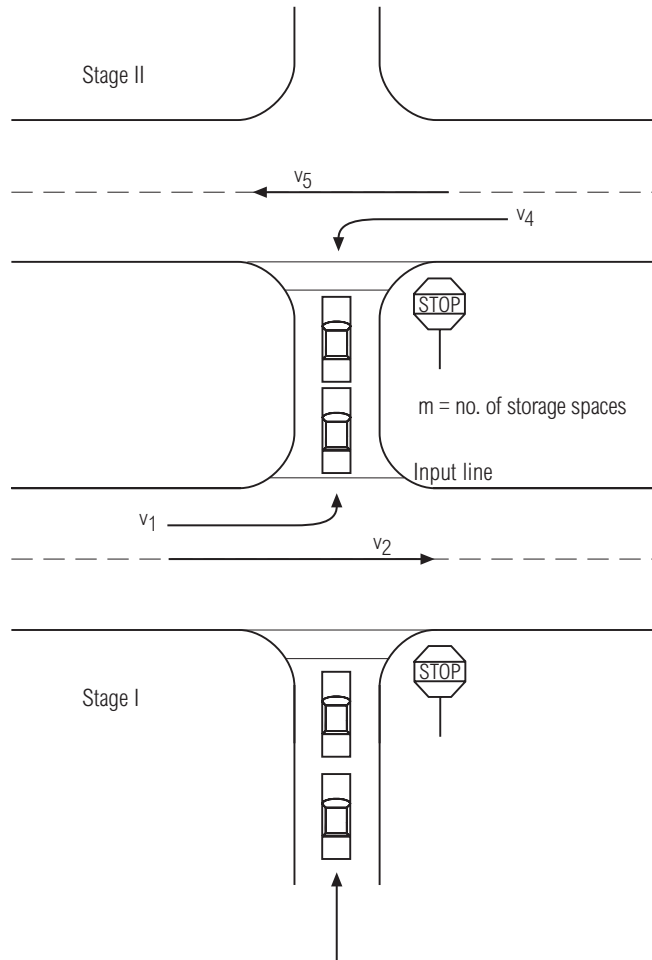 Stage II
v5
v4
STOP
m = no. of storage spaces
Input line
v1
v2
STOP
Stage I